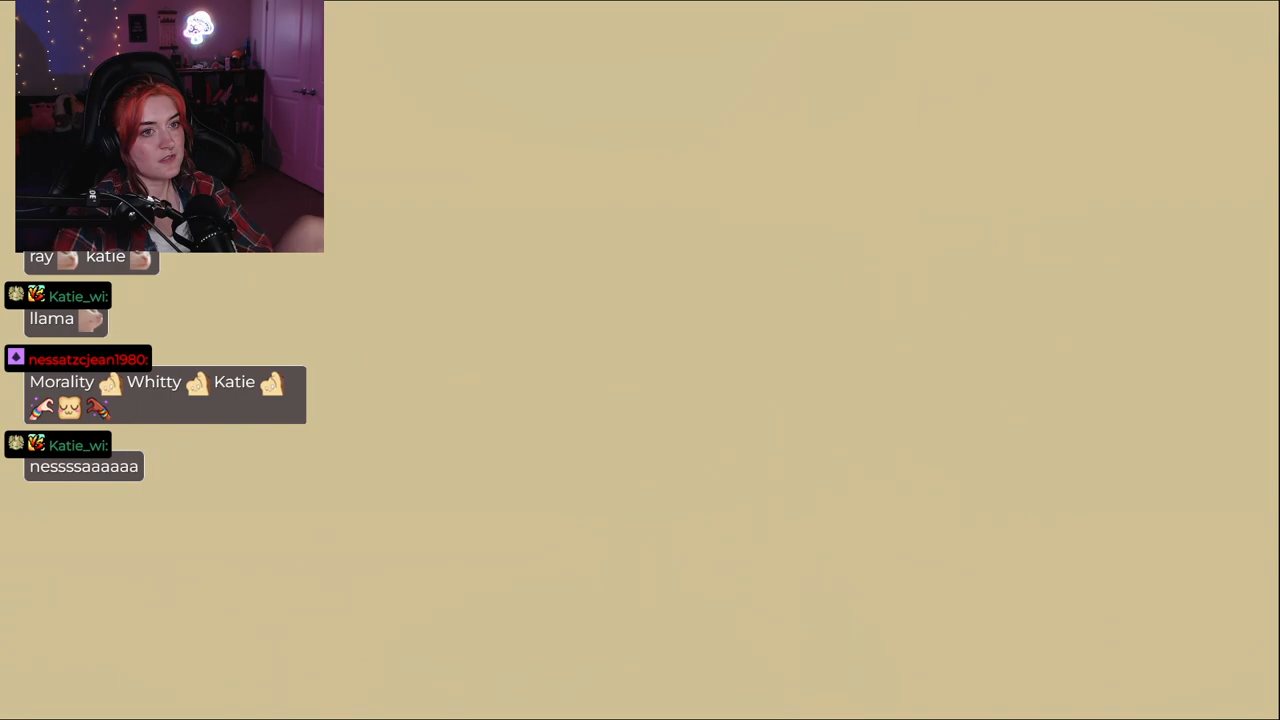 ray katie
Katie_wi:
llama
nessatzcjean1980:
Morality Whitty Katie
Katie_wi:
nessssaaaaaa